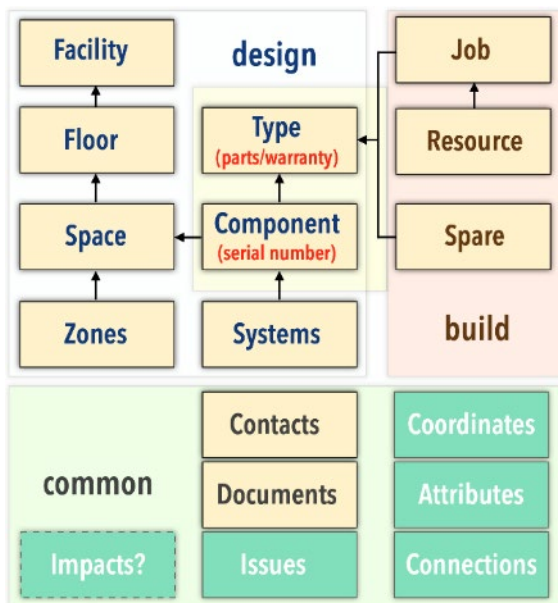 Facility
design
Job
Floor
Type
(parts/warranty)
Resource
Space
Component
(serial number)
Spare
Zones
Systems
build
Contacts
Coordinates
common
Documents
Attributes
Impacts?
Issues
Connections